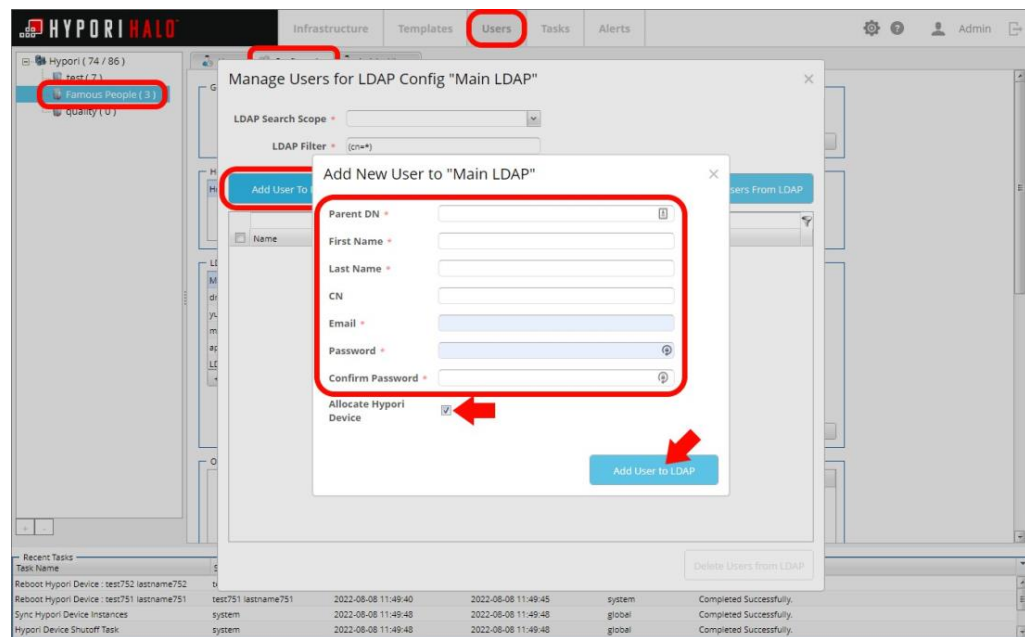 HYPORI HALO
Infrastructure Templates Users Tasks Alerts
Admin
Hypori ( 74 / 86 )
test ( 7 )
Famous People ( 3 )
quality ( 0 )
Manage Users for LDAP Config "Main LDAP"
LDAP Search Scope *
LDAP Filter * (cn=*)
Add User To
sers From LDAP
Name
Add New User to "Main LDAP"
Parent DN *
First Name *
Last Name *
CN
Email *
Password *
Confirm Password *
Allocate Hypori
Device
Add User to LDAP
Delete Users from LDAP
Recent Tasks
Task Name
Reboot Hypori Device : test752 lastname752
Reboot Hypori Device : test751 lastname751 test751 lastname751 2022-08-08 11:49:40 2022-08-08 11:49:45 system Completed Successfully.
Sync Hypori Device Instances system 2022-08-08 11:49:48 2022-08-08 11:49:48 global Completed Successfully.
Hypori Device Shutoff Task system 2022-08-08 11:49:48 2022-08-08 11:49:48 global Completed Successfully.